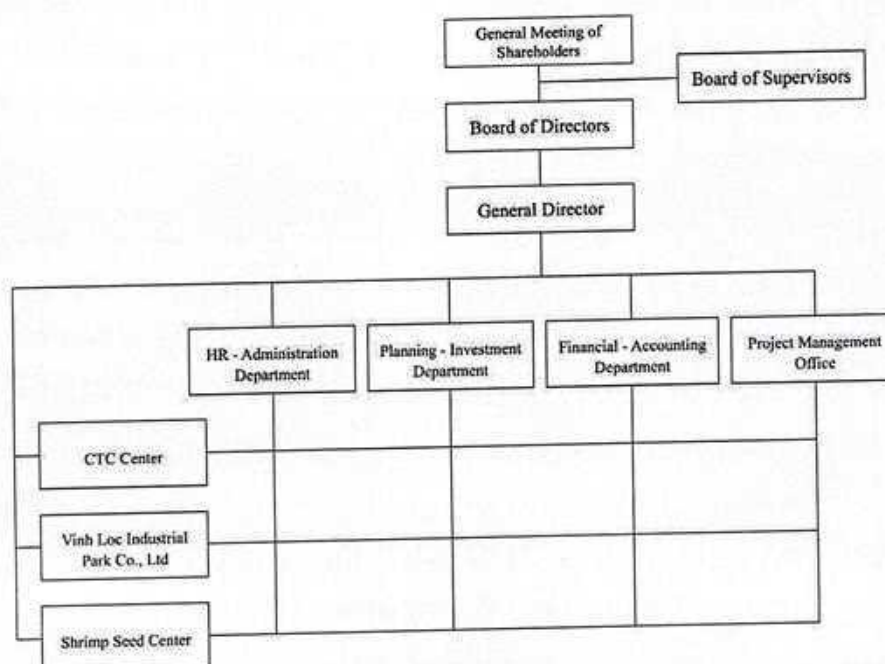 General Meeting of
Shareholders
Board of Supervisors
Board of Directors
General Director
HR - Administration
Department
Planning - Investment
Department
Financial - Accounting
Department
Project Management
Office
CTC Center
Vinh Loc Industrial
Park Co., Ltd
Shrimp Seed Center